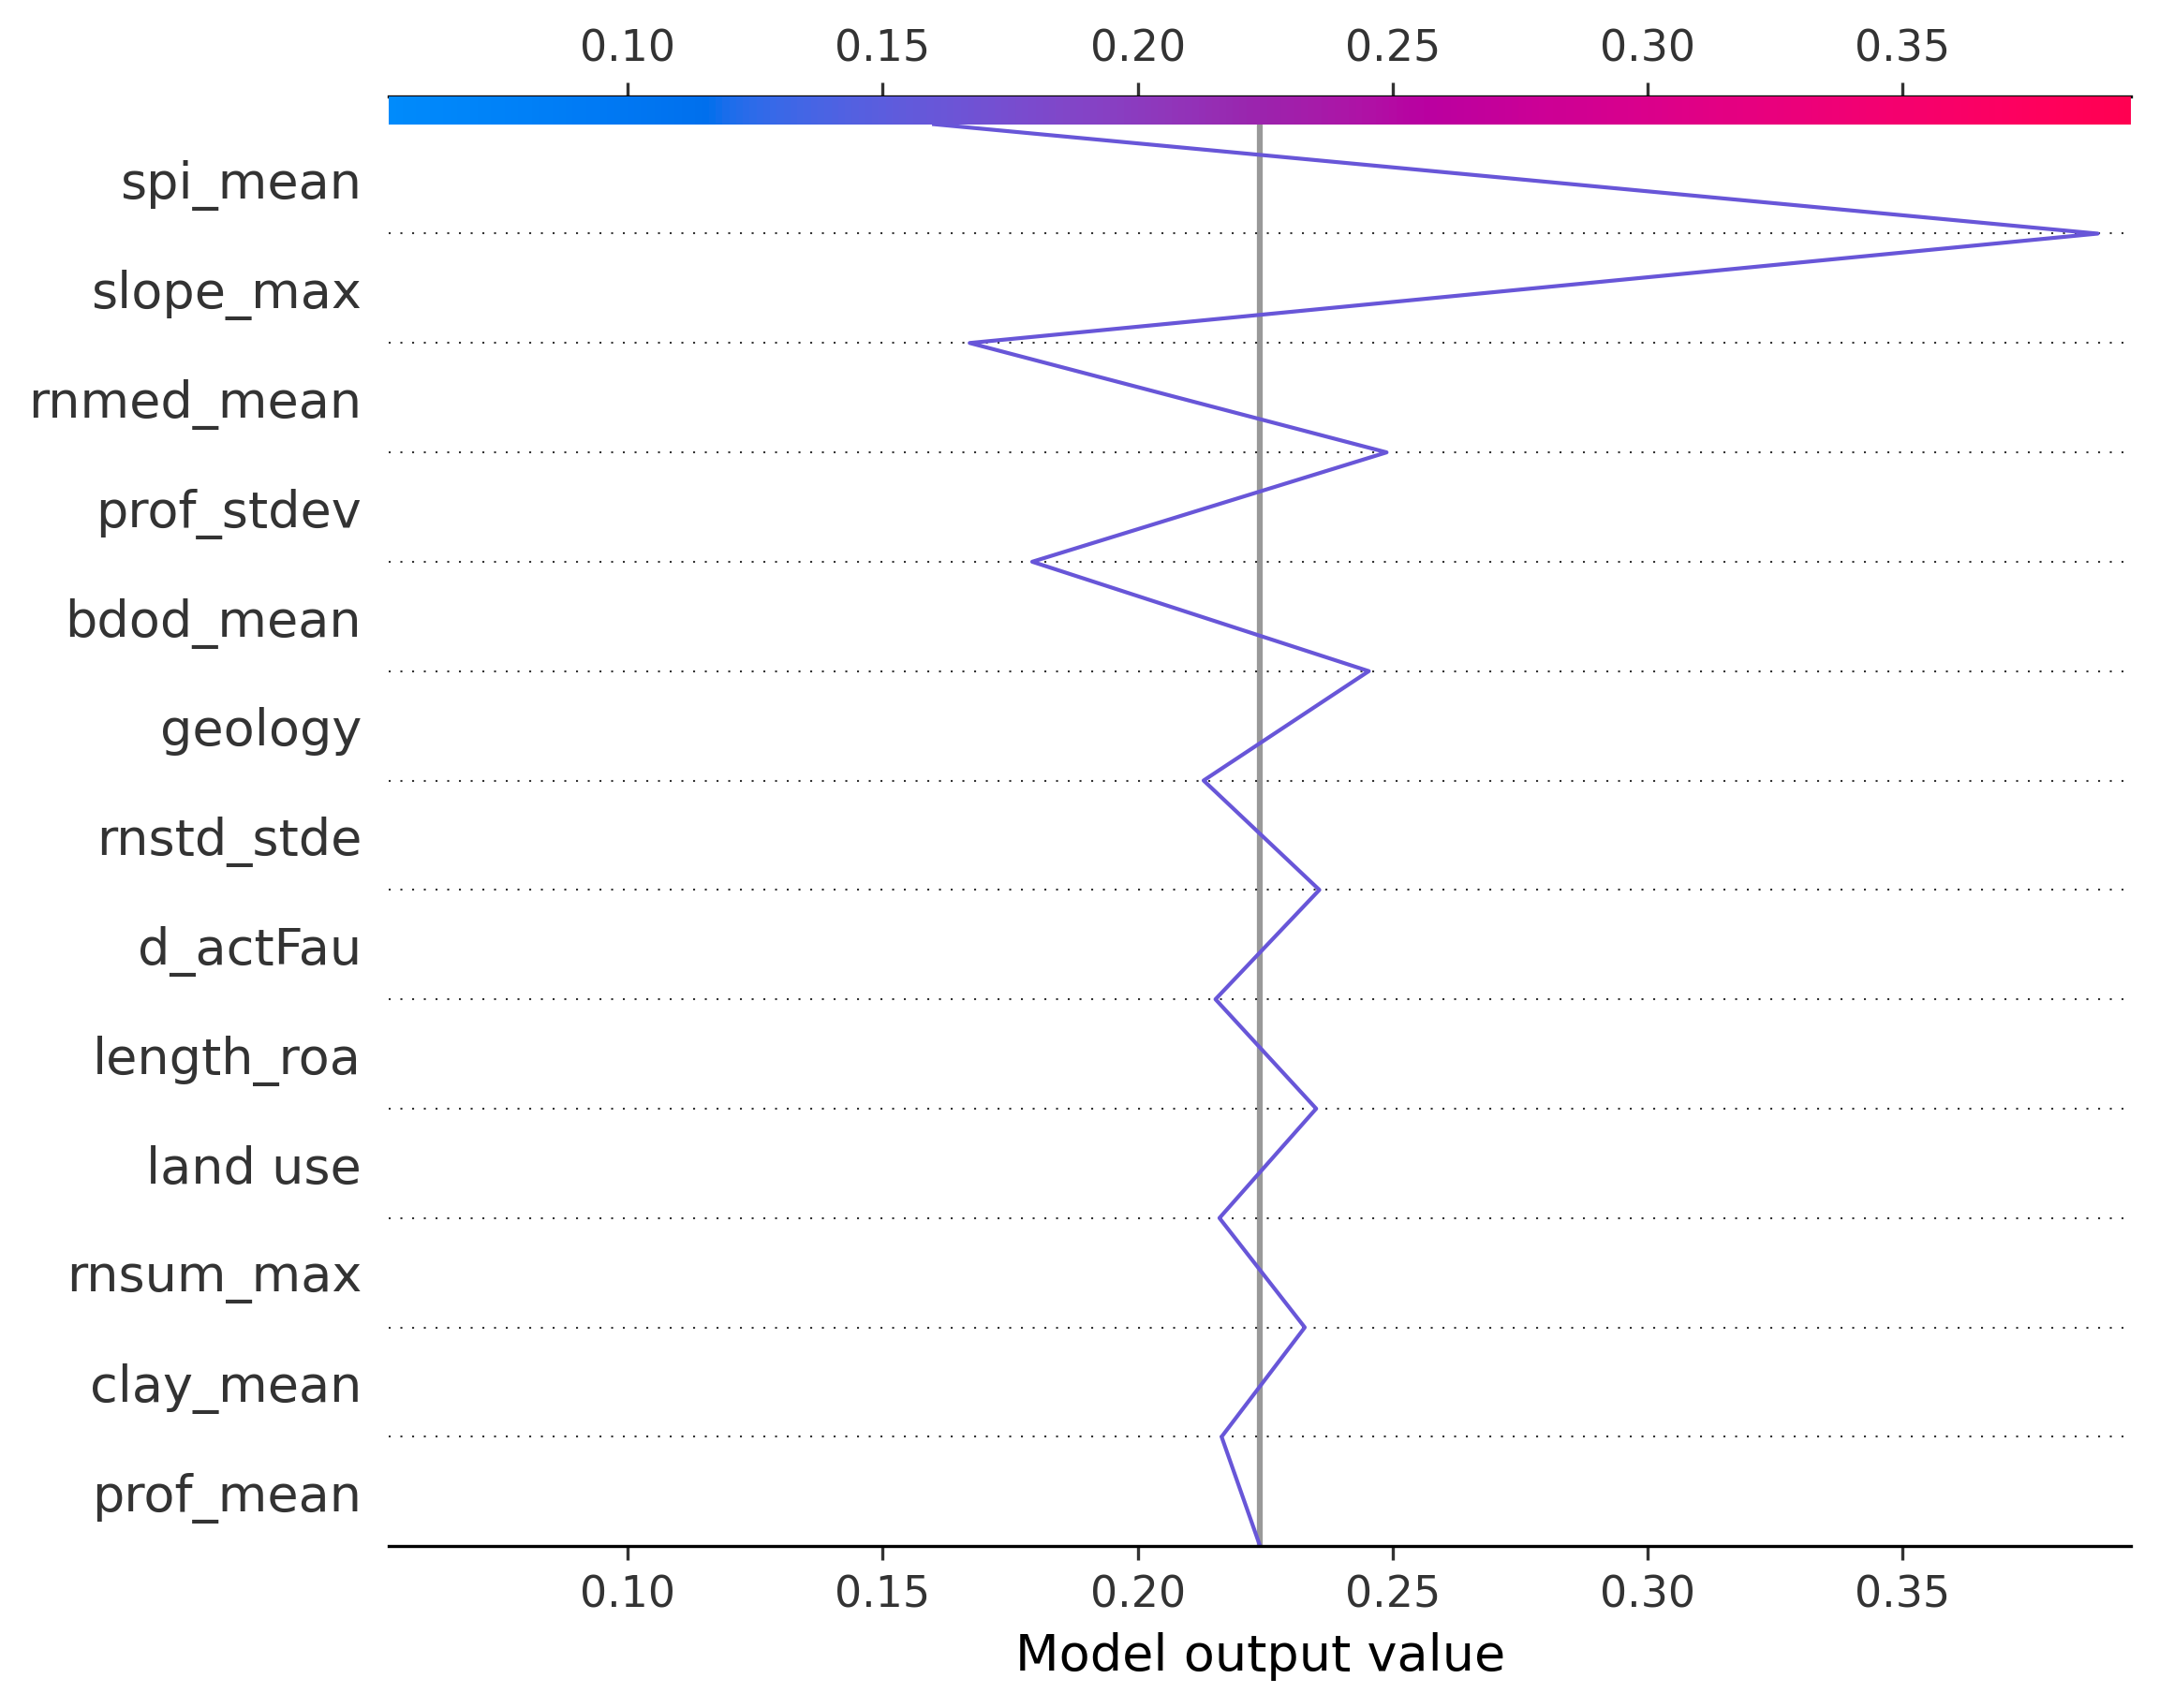 0.10 0.15 0.20 0.25 0.30 0.35
spi_mean
slope_max
rnmed_mean
prof_stdev
bdod_mean
geology
rnstd_stde
d_actFau
length_roa
land use
rnsum_max
clay_mean
prof_mean
0.10 0.15 0.20 0.25 0.30 0.35
Model output value